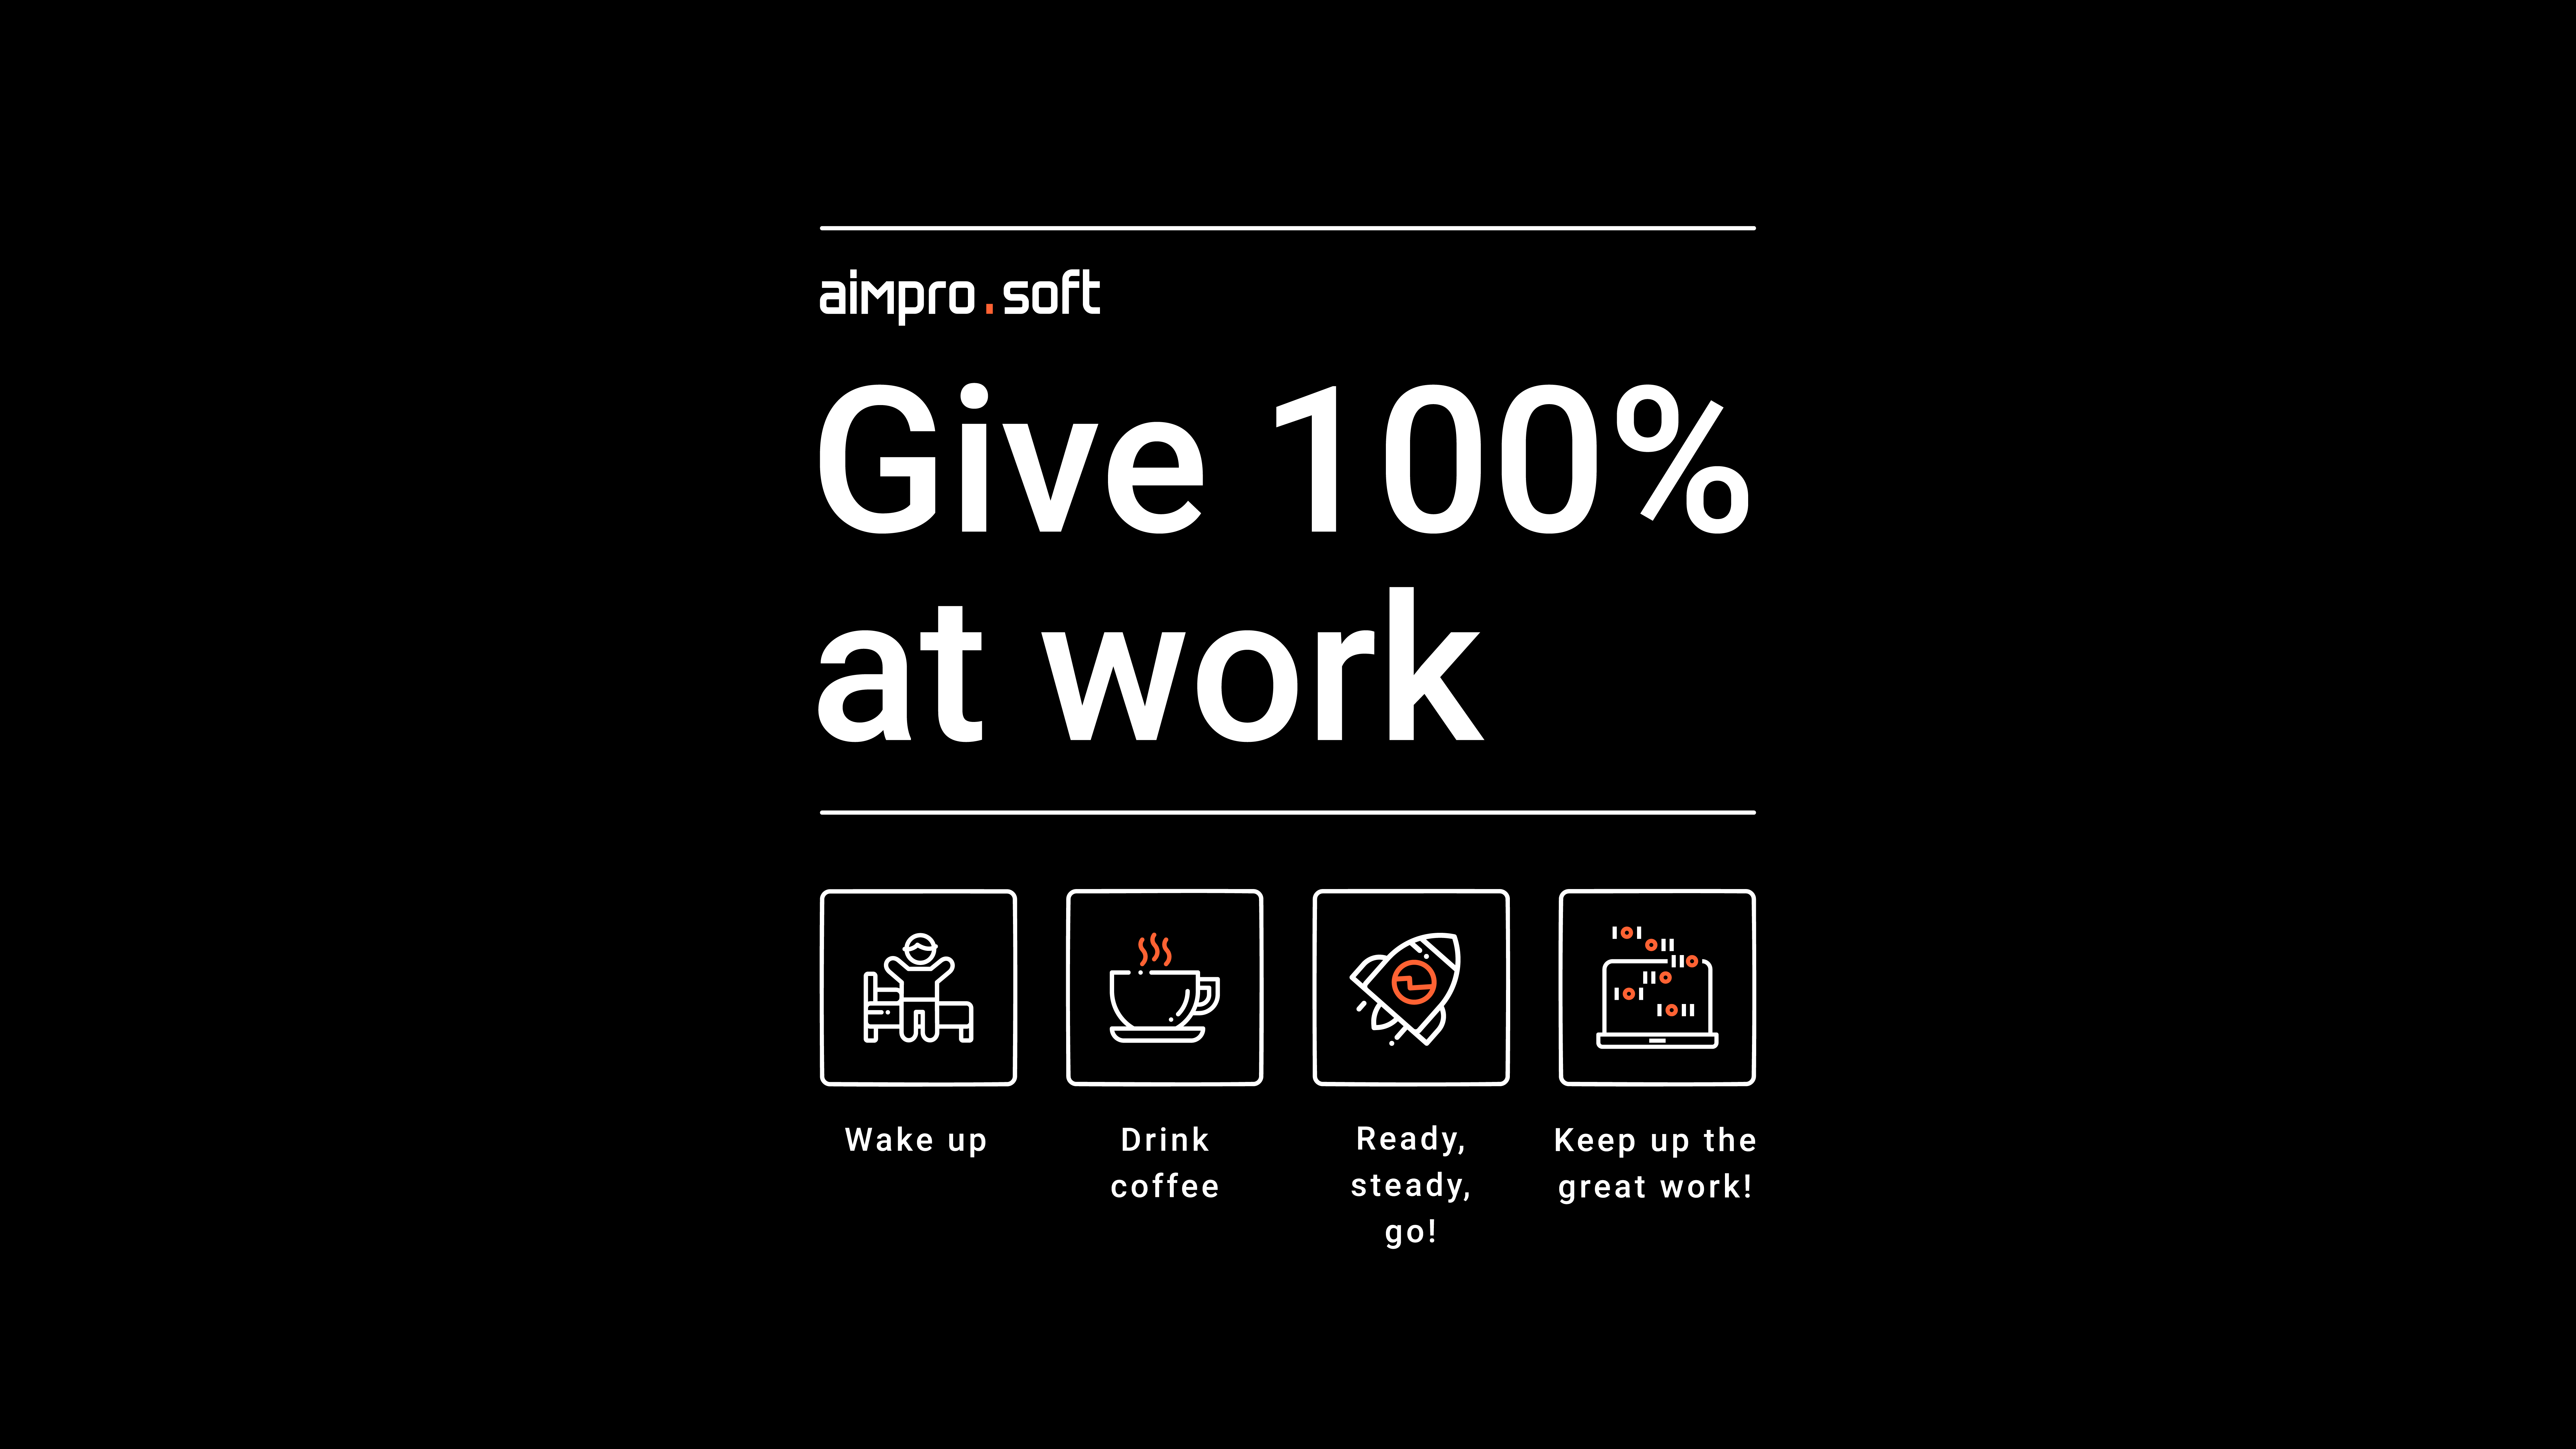 aimpro.soft
Give 100%
at work
Wake up
Drink
coffee
Ready,
steady,
go!
Keep up the
great work!